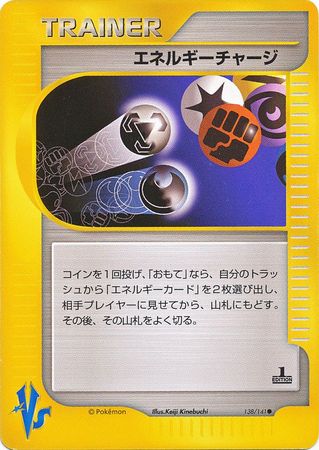 TRAINER
エネルギーチャージ
コインを1回投げ、「おもて」なら、自分のトラッ
シュから「エネルギーカード」を2枚選び出し、
相手プレイヤーに見せてから、山札にもどす。
その後、その山札をよく切る。
1
EDITION
VS
© Pokémon
Illus.Keiji Kinebuchi
138/141●